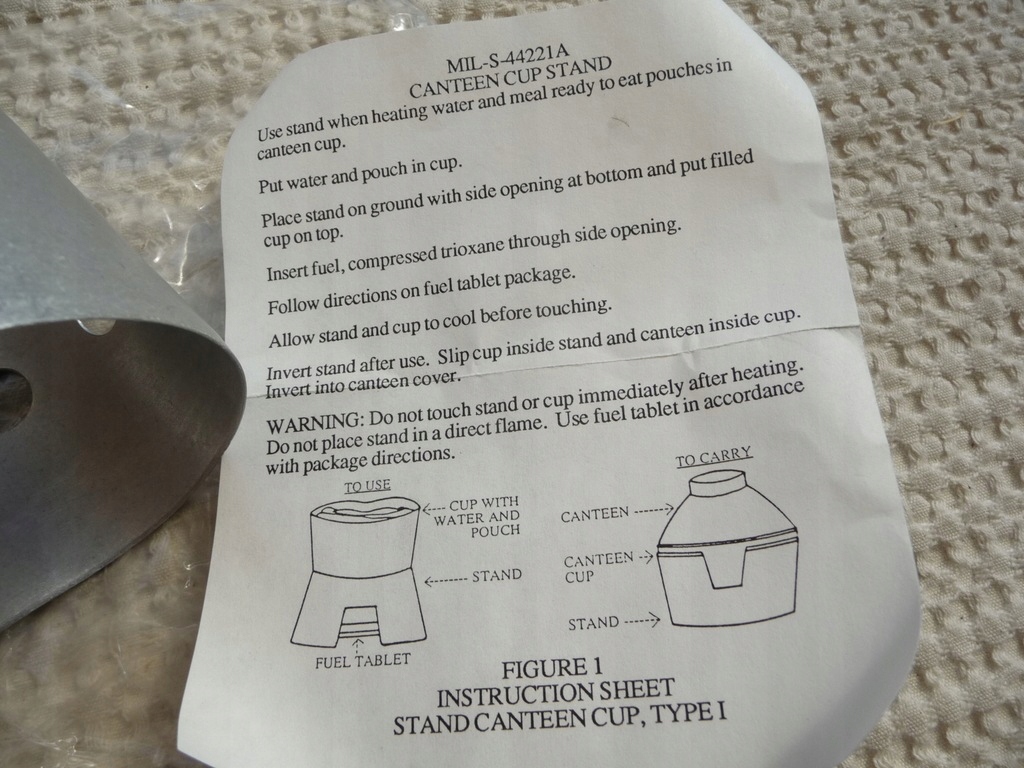 MIL-S-44221A
CANTEEN CUP STAND
Use stand when heating water and meal ready to eat pouches in
canteen cup.
Put water and pouch in cup.
Place stand on ground with side opening at bottom and put filled
cup on top.
Insert fuel, compressed trioxane through side opening.
Follow directions on fuel tablet package.
Allow stand and cup to cool before touching.
Invert stand after use. Slip cup inside stand and canteen inside cup.
Invert into canteen cover.
WARNING: Do not touch stand or cup immediately after heating.
Do not place stand in a direct flame. Use fuel tablet in accordance
with package directions.
TO USE
CUP WITH
WATER AND
POUCH
STAND
FUEL TABLET
TO CARRY
CANTEEN
CANTEEN
CUP
STAND
FIGURE 1
INSTRUCTION SHEET
STAND CANTEEN CUP, TYPE I